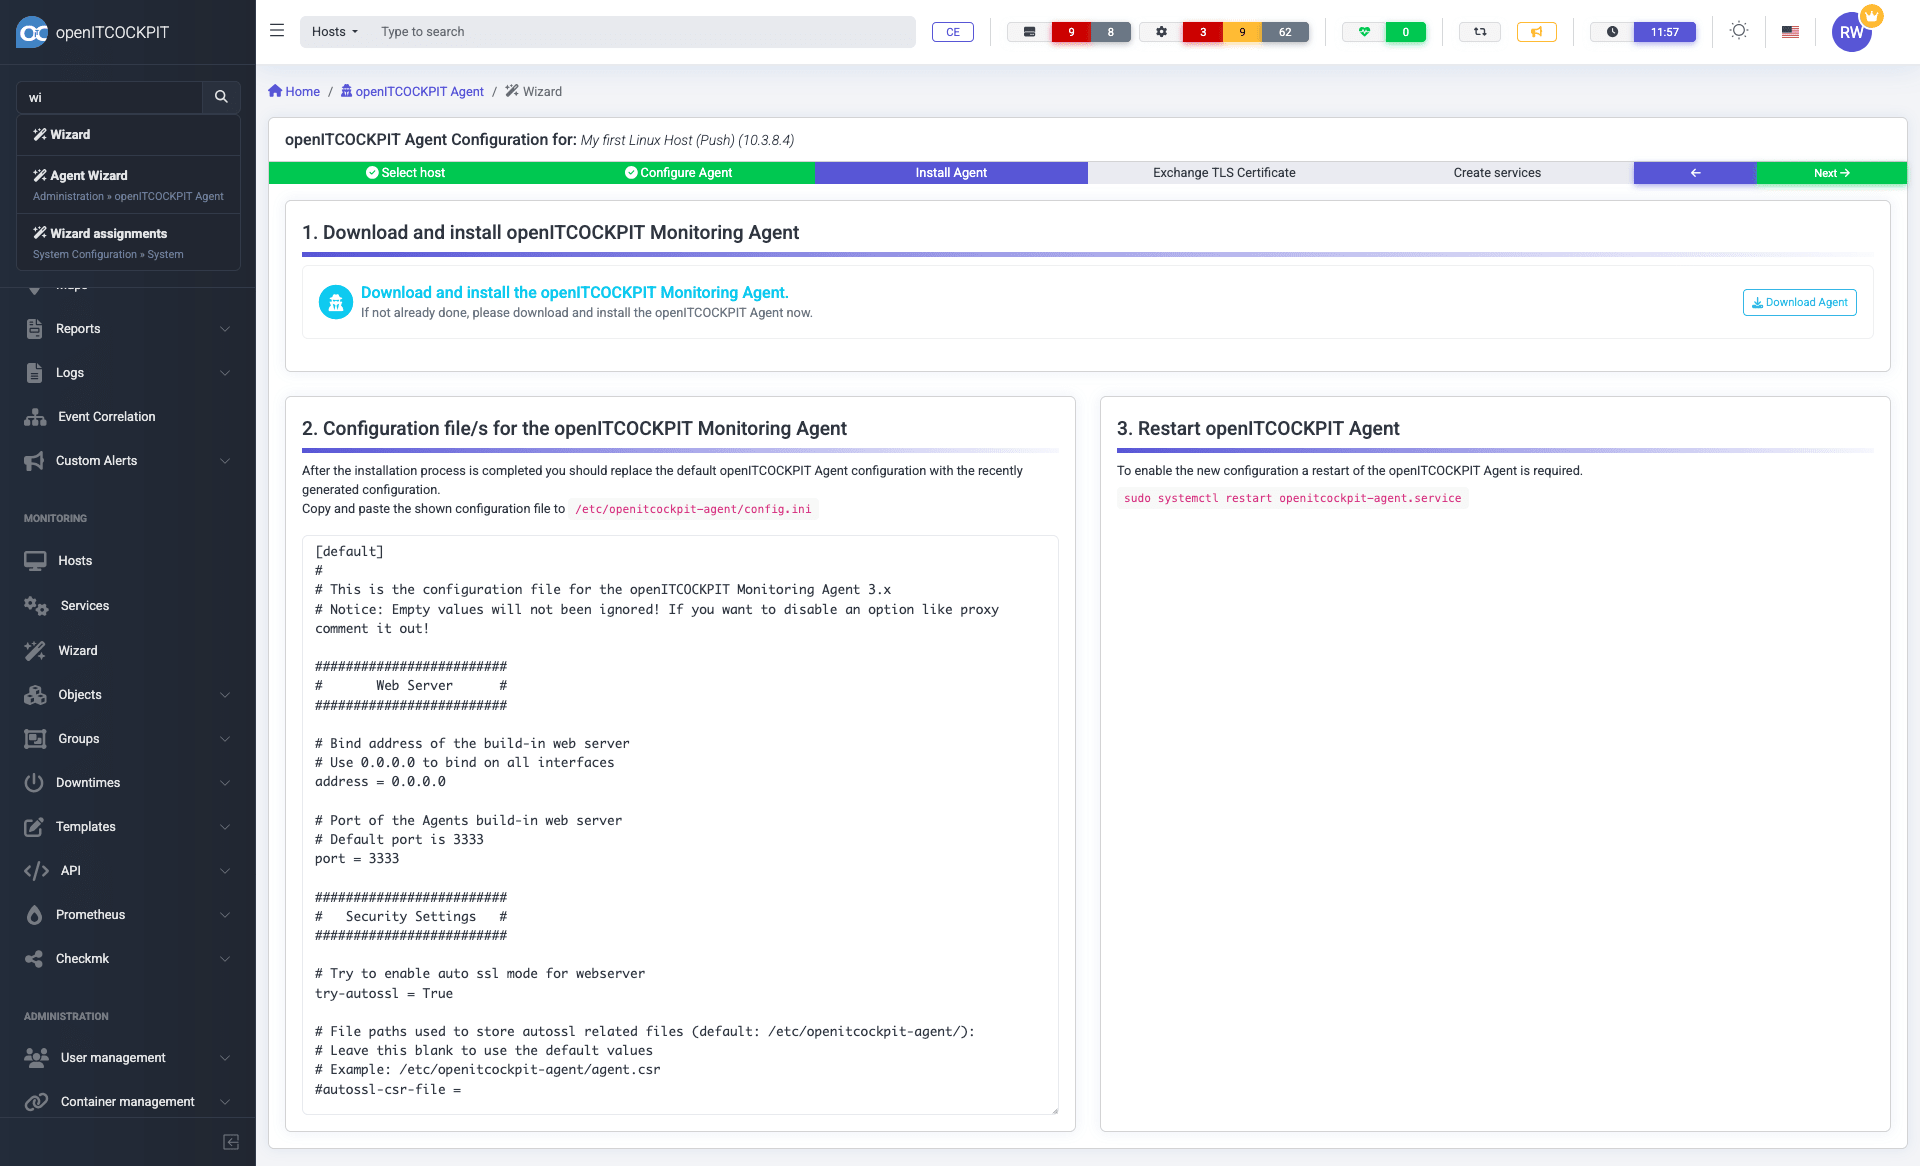 openITCOCKPIT
Hosts
Type to search
CE
9
8
3
9
62
0
11:57
RW
wi
Wizard
Agent Wizard
Administration » openITCOCKPIT Agent
Wizard assignments
System Configuration » System
Maps
Reports
Logs
Event Correlation
Custom Alerts
MONITORING
Hosts
Services
Wizard
Objects
Groups
Downtimes
Templates
API
Prometheus
Checkmk
ADMINISTRATION
User management
Container management
Home / openITCOCKPIT Agent / Wizard
openITCOCKPIT Agent Configuration for: My first Linux Host (Push) (10.3.8.4)
Select host
Configure Agent
Install Agent
Exchange TLS Certificate
Create services
Next
1. Download and install openITCOCKPIT Monitoring Agent
Download and install the openITCOCKPIT Monitoring Agent.
If not already done, please download and install the openITCOCKPIT Agent now.
Download Agent
2. Configuration file/s for the openITCOCKPIT Monitoring Agent
After the installation process is completed you should replace the default openITCOCKPIT Agent configuration with the recently
generated configuration.
Copy and paste the shown configuration file to /etc/openitcockpit-agent/config.ini
[default]
#
# This is the configuration file for the openITCOCKPIT Monitoring Agent 3.x
# Notice: Empty values will not been ignored! If you want to disable an option like proxy
comment it out!
#########################
#       Web Server      #
#########################
# Bind address of the build-in web server
# Use 0.0.0.0 to bind on all interfaces
address = 0.0.0.0
# Port of the Agents build-in web server
# Default port is 3333
port = 3333
#########################
#   Security Settings   #
#########################
# Try to enable auto ssl mode for webserver
try-autossl = True
# File paths used to store autossl related files (default: /etc/openitcockpit-agent/):
# Leave this blank to use the default values
# Example: /etc/openitcockpit-agent/agent.csr
#autossl-csr-file =
3. Restart openITCOCKPIT Agent
To enable the new configuration a restart of the openITCOCKPIT Agent is required.
sudo systemctl restart openitcockpit-agent.service